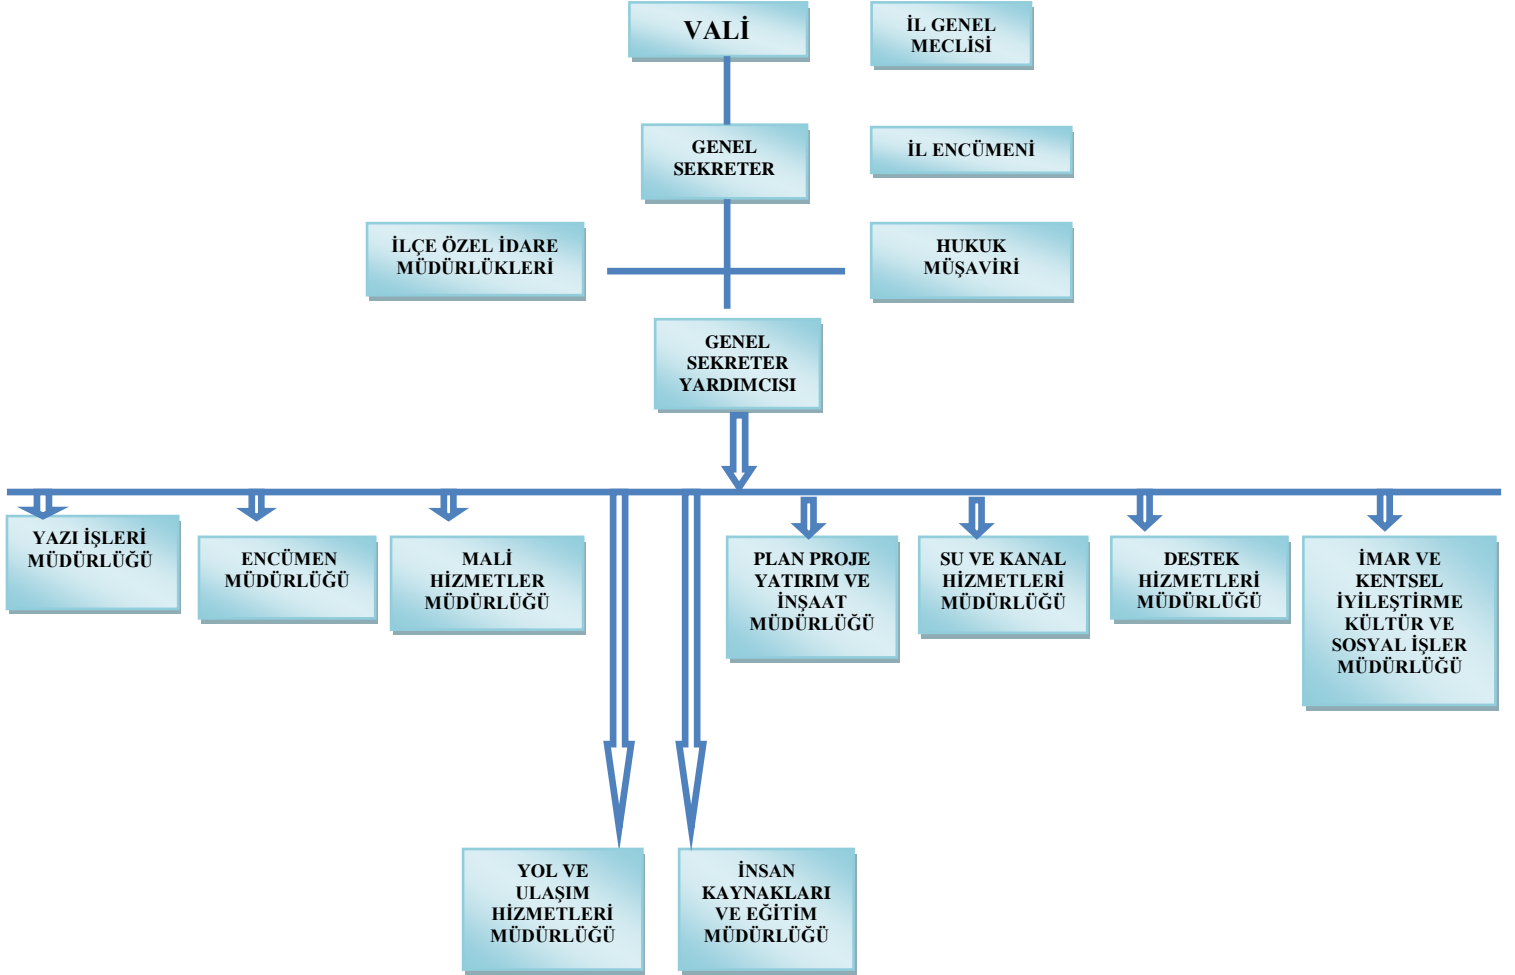 VALİ
İL GENEL
MECLİSİ
GENEL
SEKRETER
İL ENCÜMENİ
İLÇE ÖZEL İDARE
MÜDÜRLÜKLERİ
HUKUK
MÜŞAVİRİ
GENEL
SEKRETER
YARDIMCISI
YAZI İŞLERİ
MÜDÜRLÜĞÜ
ENCÜMEN
MÜDÜRLÜĞÜ
MALİ
HİZMETLER
MÜDÜRLÜĞÜ
PLAN PROJE
YATIRIM VE
İNŞAAT
MÜDÜRLÜĞÜ
SU VE KANAL
HİZMETLERİ
MÜDÜRLÜĞÜ
DESTEK
HİZMETLERİ
MÜDÜRLÜĞÜ
İMAR VE
KENTSEL
İYİLEŞTİRME
KÜLTÜR VE
SOSYAL İŞLER
MÜDÜRLÜĞÜ
YOL VE
ULAŞIM
HİZMETLERİ
MÜDÜRLÜĞÜ
İNSAN
KAYNAKLARI
VE EĞİTİM
MÜDÜRLÜĞÜ